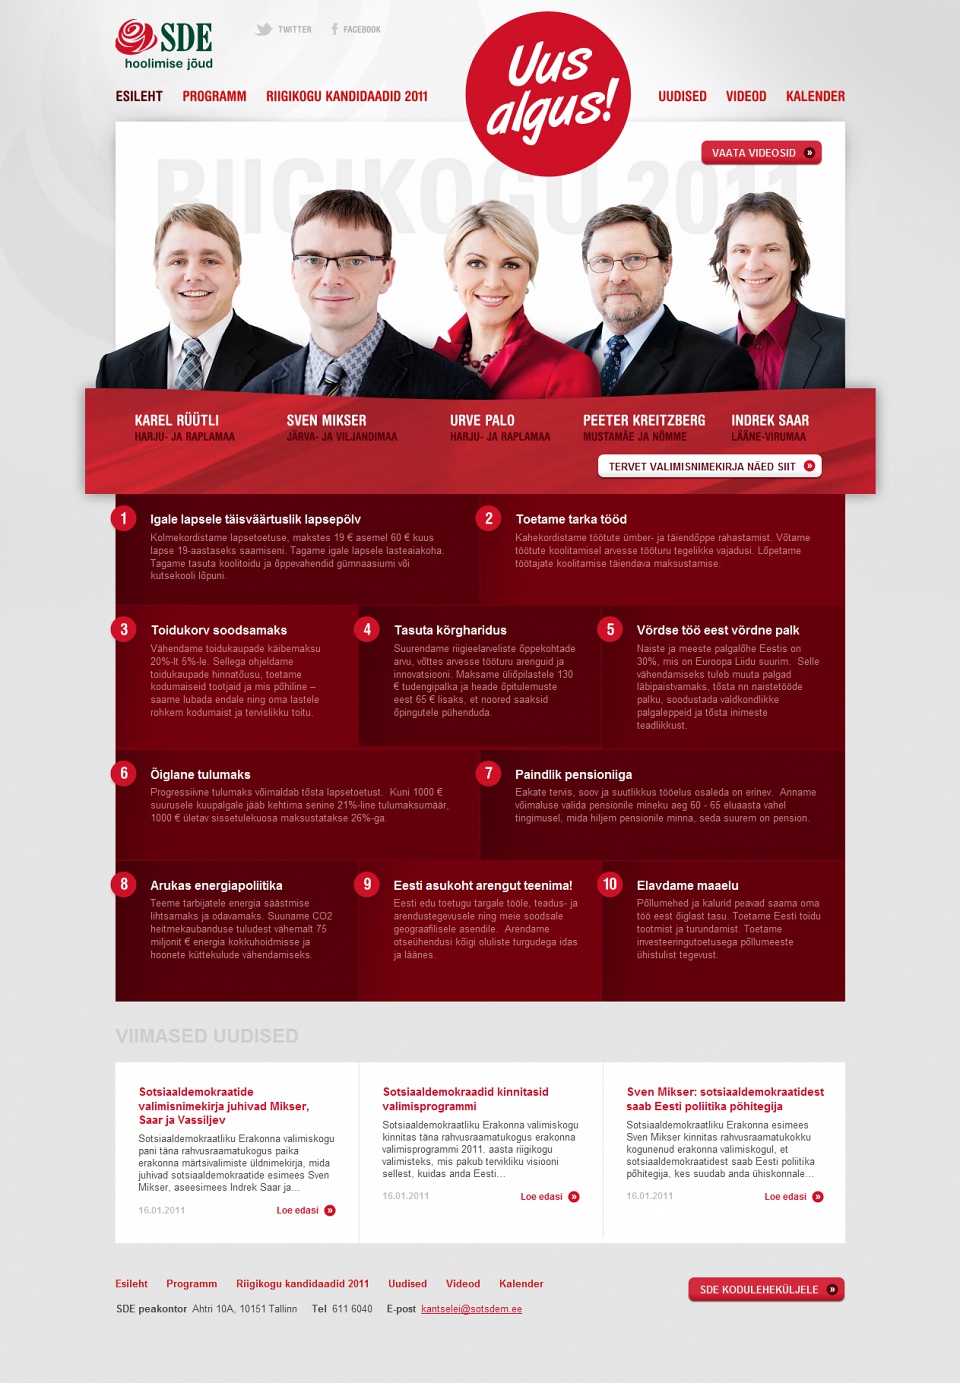 SDE
hoolimise jõud
TWITTER
FACEBOOK
ESILEHT
PROGRAMM
RIIGIKOGU KANDIDAADID 2011
Uus
algus!
UUDISED
VIDEOD
KALENDER
VAATA VIDEOSID
RIIGIKOGU 2011
KAREL RÜÜTLI
HARJU- JA RAPLAMAA
SVEN MIKSER
JÄRVA- JA VILJANDIMAA
URVE PALO
HARJU- JA RAPLAMAA
PEETER KREITZBERG
MUSTAMÄE JA NÕMME
INDREK SAAR
LÄÄNE-VIRUMAA
TERVET VALIMISNIMEKIRJA NÄED SIIT
1
Igale lapsele täisväärtuslik lapsepõlv
Kolmekordistame lapsetoetuse, makstes 19 € asemel 60 € kuus
lapse 19-aastaseks saamiseni. Tagame igale lapsele lasteaiakoha.
Tagame tasuta koolitoidu ja õppevahendid gümnaasiumi või
kutsekooli lõpuni.
2
Toetame tarka tööd
Kahekordistame töötute ümber- ja täiendõppe rahastamist. Võtame
töötute koolitamisel arvesse tööturu tegelikke vajadusi. Lõpetame
töötajate koolitamise täiendava maksustamise.
3
Toidukorv soodsamaks
Vähendame toidukaupade käibemaksu
20%-lt 5%-le. Sellega ohjeldame
toidukaupade hinnatõusu, toetame
kodumaiseid tootjaid ja mis põhiline –
saame lubada endale ning oma lastele
rohkem kodumaist ja tervislikku toitu.
4
Tasuta kõrgharidus
Suurendame riigieelarveliste õppekohtade
arvu, võttes arvesse tööturu arenguid ja
innovatsiooni. Maksame üliõpilastele 130
€ tudengipalka ja heade õpitulemuste
eest 65 € lisaks, et noored saaksid
õpingutele pühenduda.
5
Võrdse töö eest võrdne palk
Naiste ja meeste palgalõhe Eestis on
30%, mis on Euroopa Liidu suurim. Selle
vähendamiseks tuleb muuta palgad
läbipaistvamaks, tõsta nn naistetööde
palku, soodustada valdkondlikke
palgaleppeid ja tõsta inimeste
teadlikkust.
6
Õiglane tulumaks
Progressiivne tulumaks võimaldab tõsta lapsetoetust. Kuni 1000 €
suurusele kuupalgale jääb kehtima senine 21%-line tulumaksumäär,
1000 € ületav sissetulekuosa maksustatakse 26%-ga.
7
Paindlik pensioniiga
Eakate tervis, soov ja suutlikkus tööelus osaleda on erinev. Anname
võimaluse valida pensionile mineku aeg 60 - 65 eluaasta vahel
tingimusel, mida hiljem pensionile minna, seda suurem on pension.
8
Arukas energiapoliitika
Teeme tarbijatele energia säästmise
lihtsamaks ja odavamaks. Suuname CO2
heitmekaubanduse tuludest vähemalt 75
miljonit € energia kokkuhoidmisse ja
hoonete küttekulude vähendamiseks.
9
Eesti asukoht arengut teenima!
Eesti edu toetugu targale tööle, teadus- ja
arendustegevusele ning meie soodsale
geograafilisele asendile. Arendame
otseühendusi kõigi oluliste turgudega idas
ja läänes.
10
Elavdame maaelu
Põllumehed ja kalurid peavad saama oma
töö eest õiglast tasu. Toetame Eesti toidu
tootmist ja turundamist. Toetame
investeeringutoetusega põllumeeste
ühistulist tegevust.
VIIMASED UUDISED
Sotsiaaldemokraatide
valimisnimekirja juhivad Mikser,
Saar ja Vassiljev
Sotsiaaldemokraatliku Erakonna valimiskogu
pani täna rahvusraamatukogus paika
erakonna märtsivalimiste üldnimekirja, mida
juhivad sotsiaaldemokraatide esimees Sven
Mikser, aseesimees Indrek Saar ja...
16.01.2011
Loe edasi
Sotsiaaldemokraadid kinnitasid
valimisprogrammi
Sotsiaaldemokraatliku Erakonna valimiskogu
kinnitas täna rahvusraamatukogus erakonna
valimisprogrammi 2011. aasta riigikogu
valimisteks, mis pakub terviklikku visiooni
sellest, kuidas anda Eesti...
16.01.2011
Loe edasi
Sven Mikser: sotsiaaldemokraatidest
saab Eesti poliitika põhitegija
Sotsiaaldemokraatliku Erakonna esimees
Sven Mikser kinnitas rahvusraamatukokku
kogunenud erakonna valimiskogul, et
sotsiaaldemokraatidest saab Eesti poliitika
põhitegija, kes suudab anda ühiskonnale...
16.01.2011
Loe edasi
Esileht
Programm
Riigikogu kandidaadid 2011
Uudised
Videod
Kalender
SDE KODULEHEKÜLJELE
SDE peakontor Ahtri 10A, 10151 Tallinn Tel 611 6040 E-post kantselei@sotsdem.ee